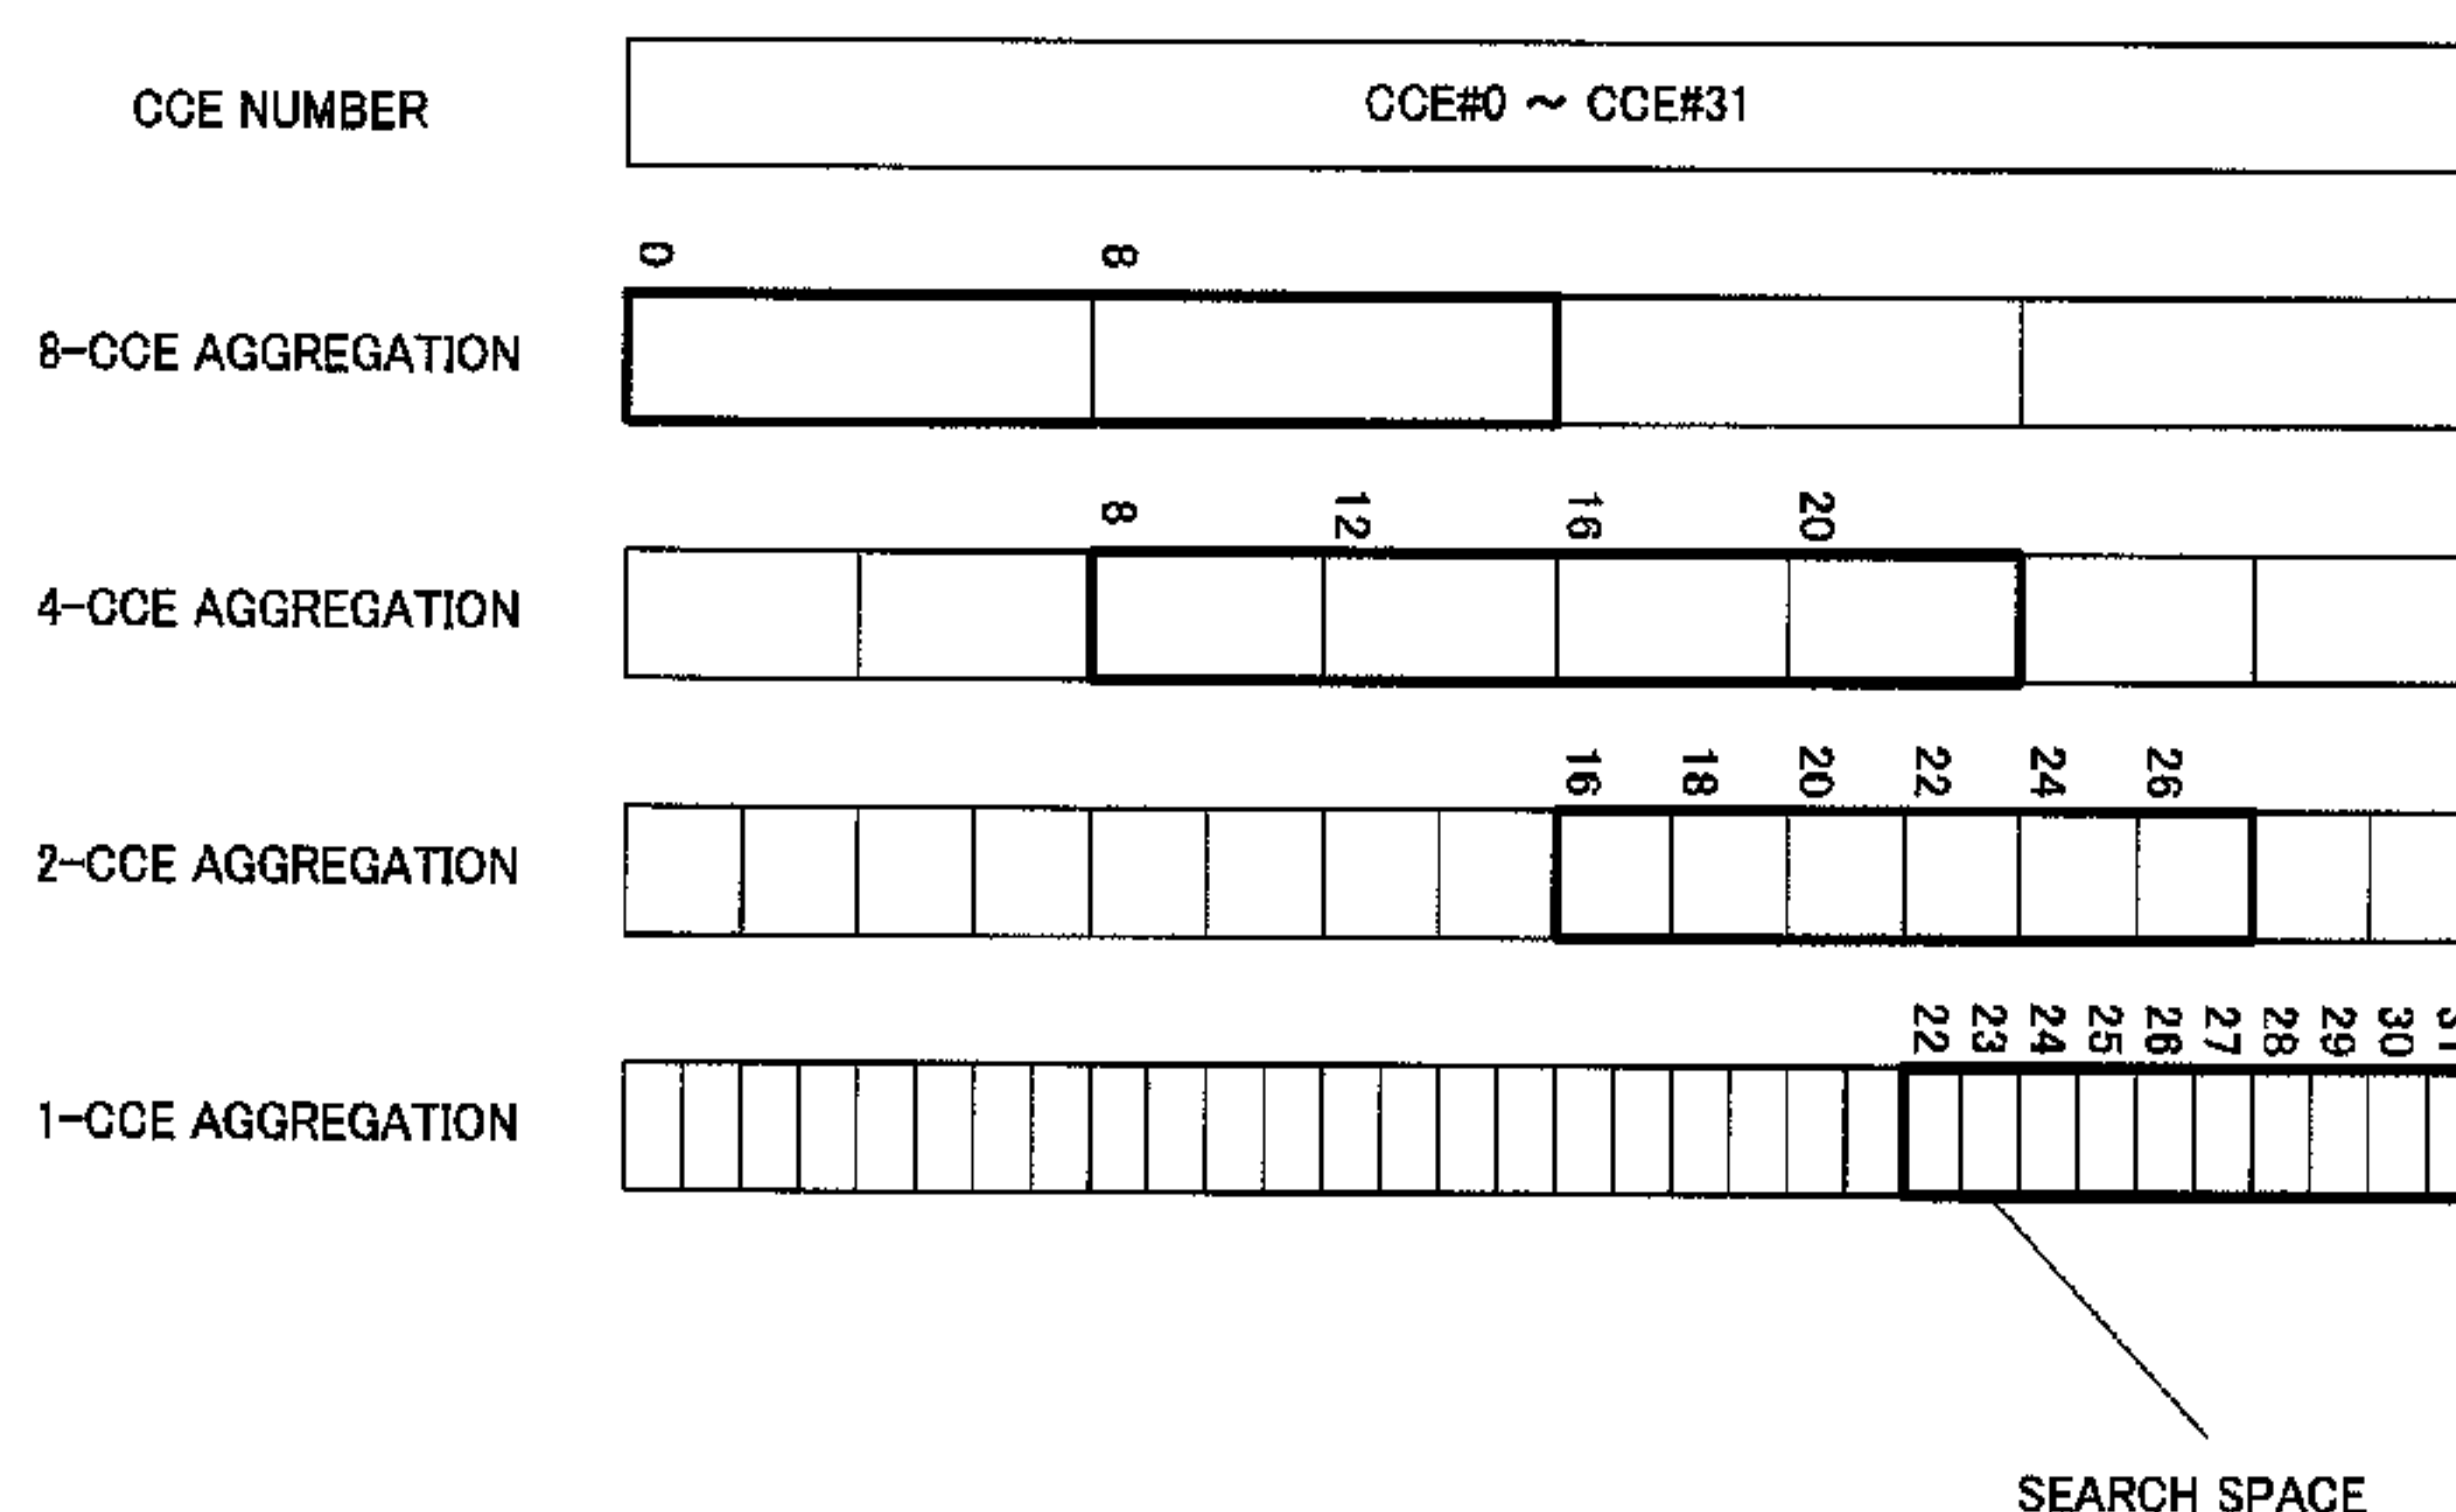 CCE NUMBER
CCE#0 ~ CCE#31
0 8
8-CCE AGGREGATION
8 12 16 20
4-CCE AGGREGATION
16 18 20 22 24 26
2-CCE AGGREGATION
22 23 24 25 26 27 28 29 30
1-CCE AGGREGATION
SEARCH SPACE